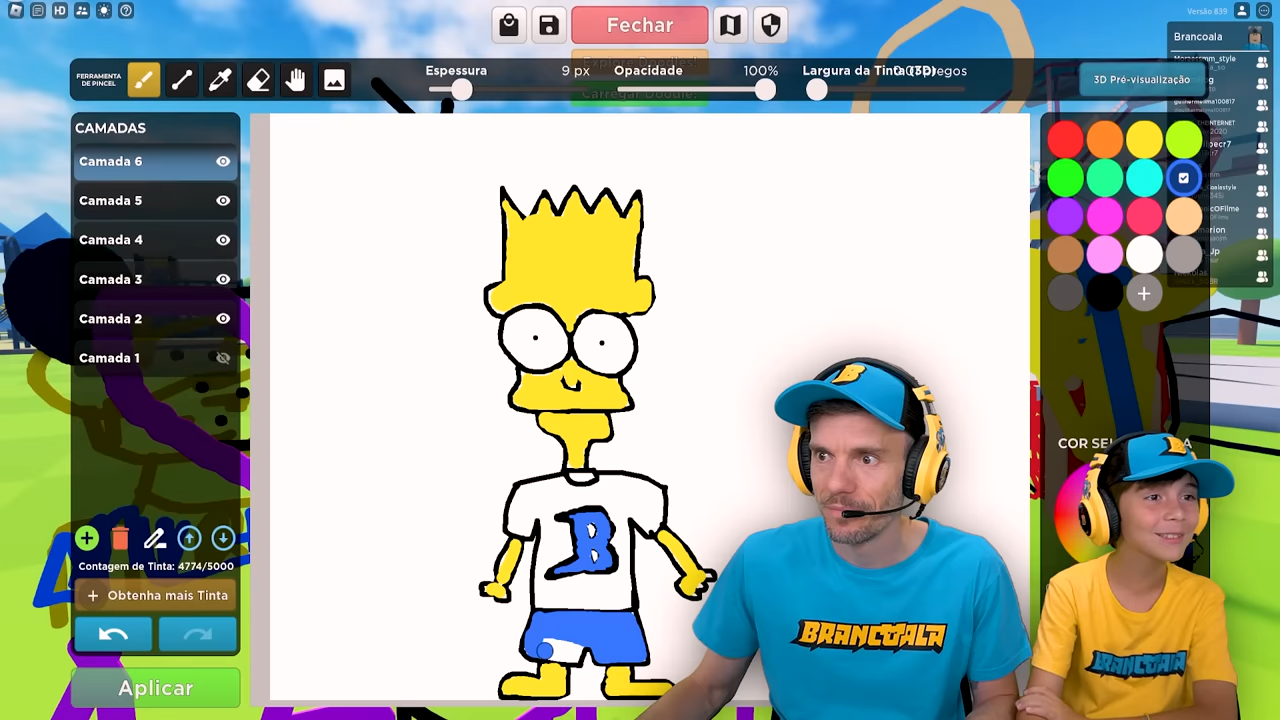 HD
Fechar
Versão 839
Brancoala
FERRAMENTA
DE PINCEL
Espessura
9 px
Opacidade
100%
Largura da Tinta (3D)
3D Pré-visualização
CAMADAS
Camada 6
Camada 5
Camada 4
Camada 3
Camada 2
Camada 1
Contagem de Tinta: 4774/5000
+ Obtenha mais Tinta
Aplicar
B
B
B
BRANCOALA
BRANCOALA